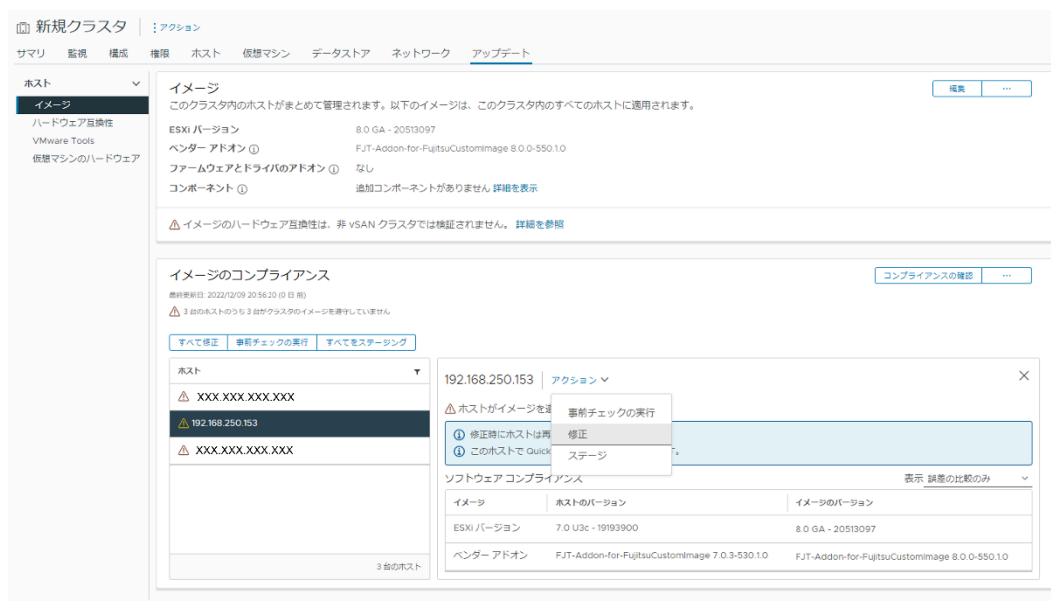 新規クラスタ ⋮アクション
サマリ 監視 構成 権限 ホスト 仮想マシン データストア ネットワーク アップデート
ホスト
イメージ
ハードウェア互換性
VMware Tools
仮想マシンのハードウェア
イメージ
編集 ...
このクラスタ内のホストがまとめて管理されます。以下のイメージは、このクラスタ内のすべてのホストに適用されます。
ESXi バージョン 8.0 GA - 20513097
ベンダー アドオン FJT-Addon-for-FujitsuCustomImage 8.0.0-550.1.0
ファームウェアとドライバのアドオン なし
コンポーネント 追加コンポーネントがありません 詳細を表示
イメージのハードウェア互換性は、非 vSAN クラスタでは検証されません。 詳細を参照
イメージのコンプライアンス
コンプライアンスの確認 ...
最終更新日: 2022/12/09 20:56:20 (0 日 前)
3 台のホストのうち 3 台がクラスタのイメージを遵守していません
すべて修正 事前チェックの実行 すべてをステージング
ホスト
XXX.XXX.XXX.XXX
192.168.250.153
XXX.XXX.XXX.XXX
3 台のホスト
192.168.250.153 アクション
ホストがイメージを
事前チェックの実行
修正
ステージ
修正時にホストは再
このホストで Quick す。
ソフトウェア コンプライアンス 表示 誤差の比較のみ
イメージ ホストのバージョン イメージのバージョン
ESXi バージョン 7.0 U3c - 19193900 8.0 GA - 20513097
ベンダー アドオン FJT-Addon-for-FujitsuCustomImage 7.0.3-530.1.0 FJT-Addon-for-FujitsuCustomImage 8.0.0-550.1.0